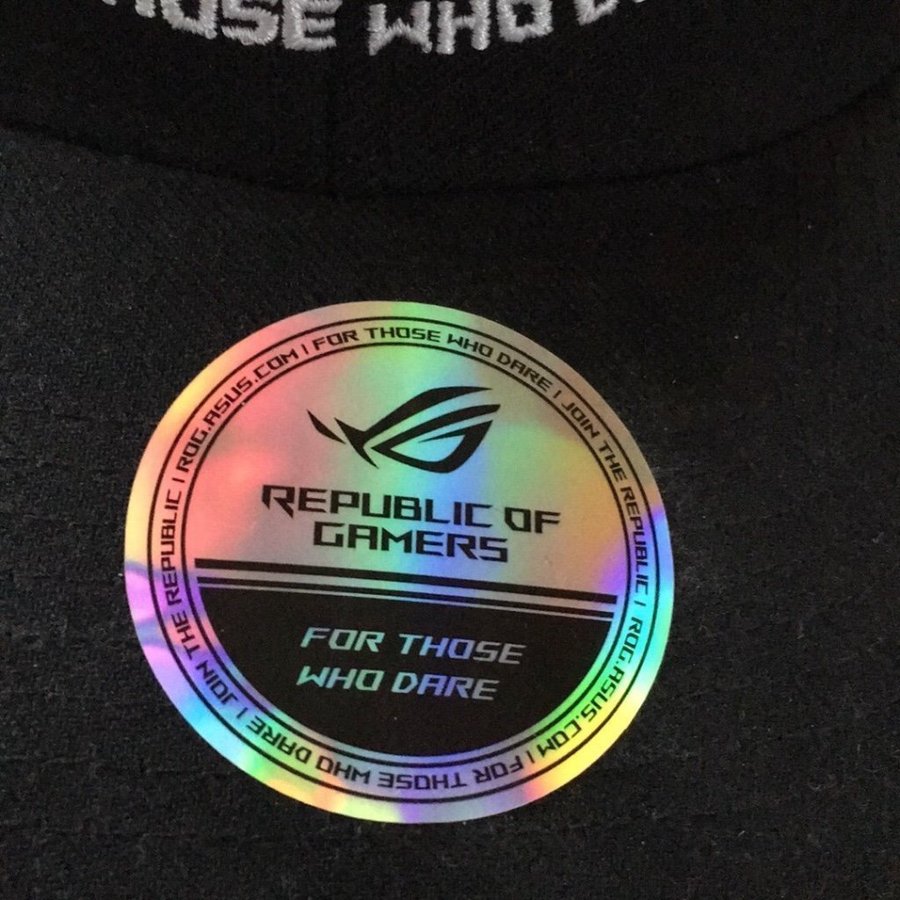 THOSE WHO
REPUBLIC OF
GAMERS
FOR THOSE
WHO DARE
ROG.ASUS.COM | FOR THOSE WHO DARE | JOIN THE REPUBLIC | ROG.ASUS.COM | FOR THOSE WHO DARE | JOIN THE REPUBLIC |